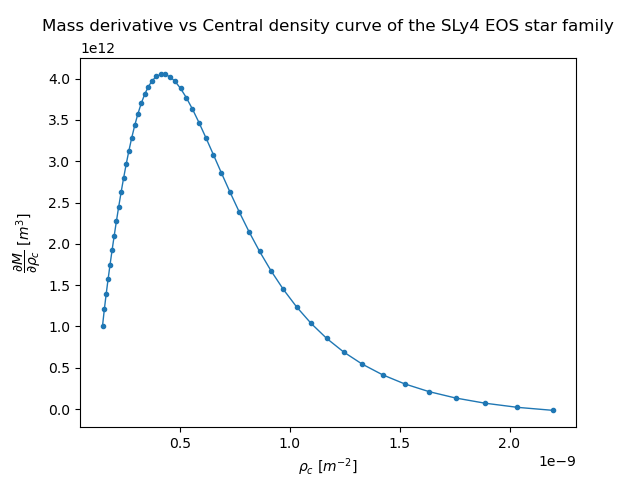 Mass derivative vs Central density curve of the SLy4 EOS star family
1e12
4.0
3.5
3.0
2.5
2.0
1.5
1.0
0.5
0.0
∂M/∂ρc [m³]
0.5 1.0 1.5 2.0
1e−9
ρc [m⁻²]